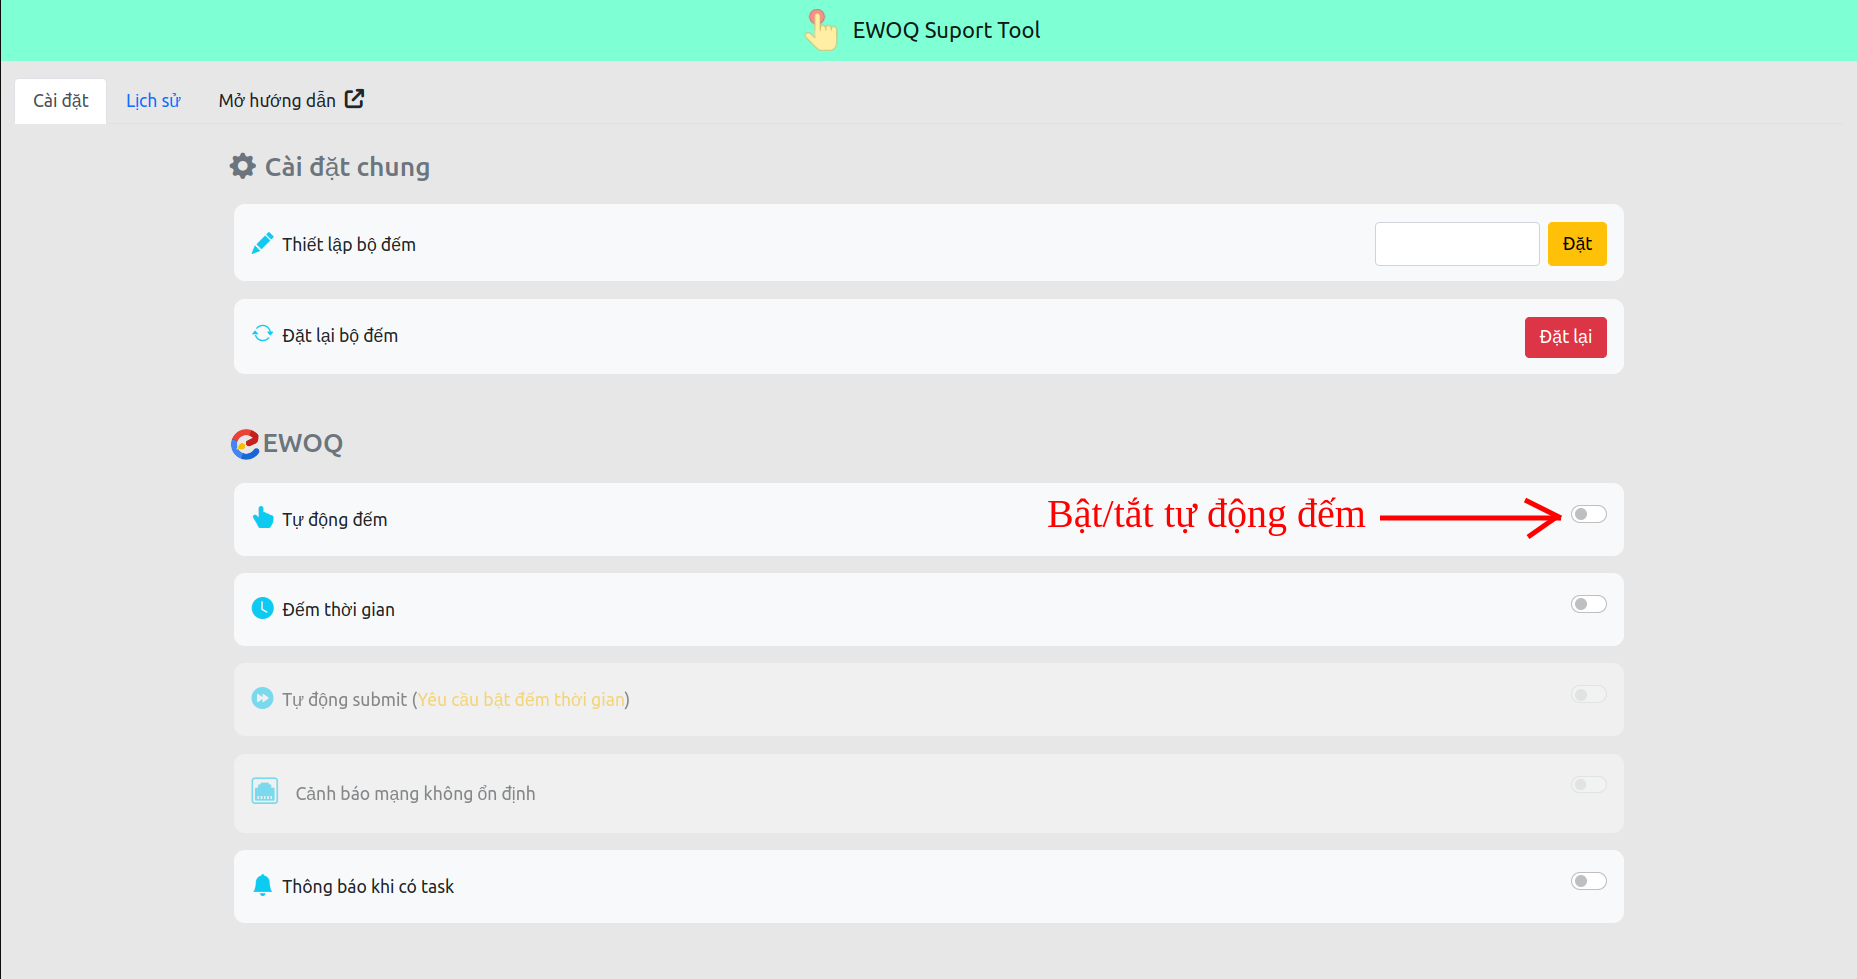 EWOQ Suport Tool
Cài đặt
Lịch sử
Mở hướng dẫn
Cài đặt chung
Thiết lập bộ đếm
Đặt
Đặt lại bộ đếm
Đặt lại
EWOQ
Tự động đếm
Bật/tắt tự động đếm
Đếm thời gian
Tự động submit (Yêu cầu bật đếm thời gian)
Cảnh báo mạng không ổn định
Thông báo khi có task